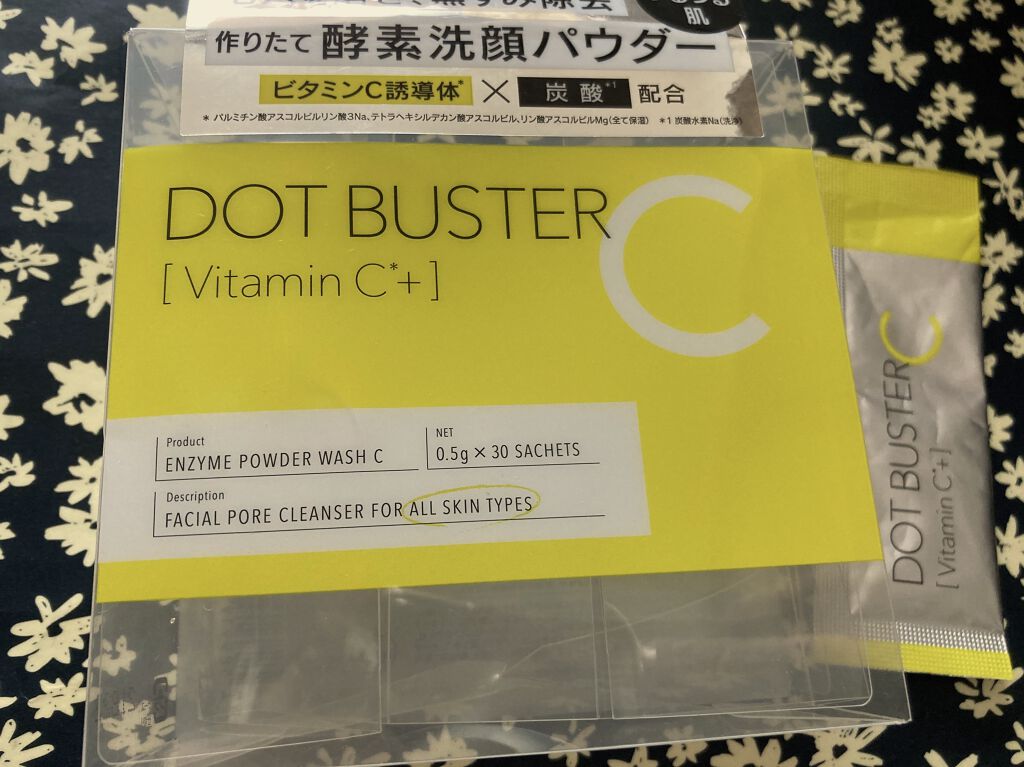 黒ずみ除去
肌
作りたて 酵素洗顔パウダー
ビタミンC誘導体* × 炭酸*1 配合
* パルミチン酸アスコルビルリン酸3Na、テトラヘキシルデカン酸アスコルビル、リン酸アスコルビルMg(全て保湿) *1 炭酸水素Na(洗浄)
DOT BUSTER C
[ Vitamin C*+ ]
Product
ENZYME POWDER WASH C
NET
0.5g × 30 SACHETS
Description
FACIAL PORE CLEANSER FOR ALL SKIN TYPES
DOT BUSTER C
[ Vitamin C*+ ]